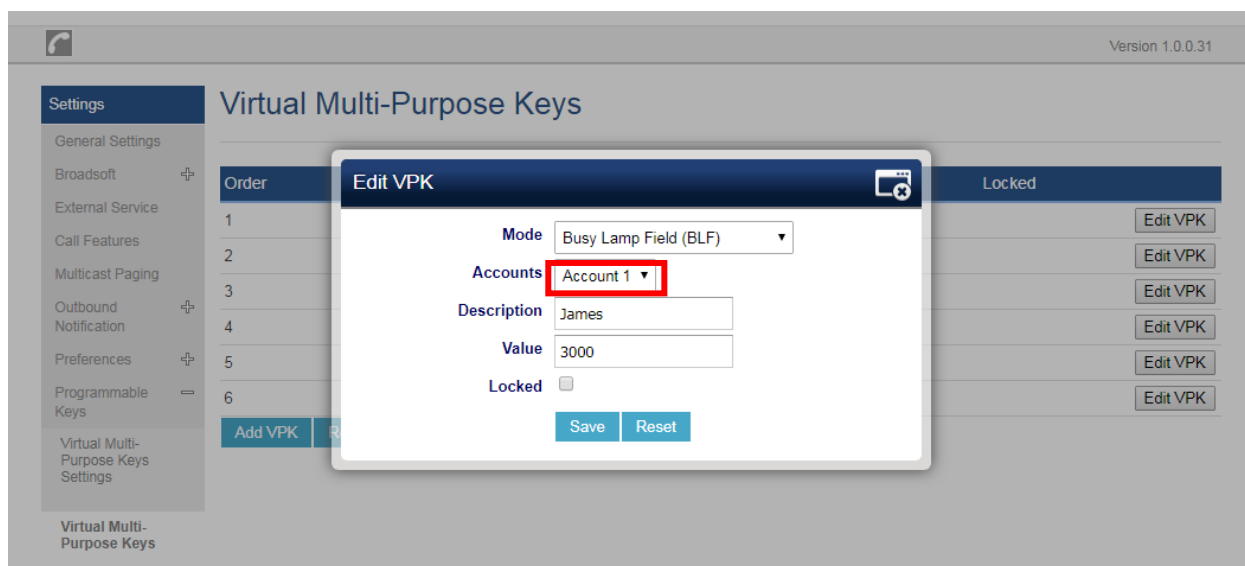 Version 1.0.0.31
Settings
Virtual Multi-Purpose Keys
General Settings
Broadsoft
External Service
Call Features
Multicast Paging
Outbound
Notification
Preferences
Programmable
Keys
Virtual Multi-
Purpose Keys
Settings
Virtual Multi-
Purpose Keys
Order
Locked
1
Edit VPK
2
Edit VPK
3
Edit VPK
4
Edit VPK
5
Edit VPK
6
Edit VPK
Add VPK
Edit VPK
Mode Busy Lamp Field (BLF)
Accounts Account 1
Description James
Value 3000
Locked
Save Reset